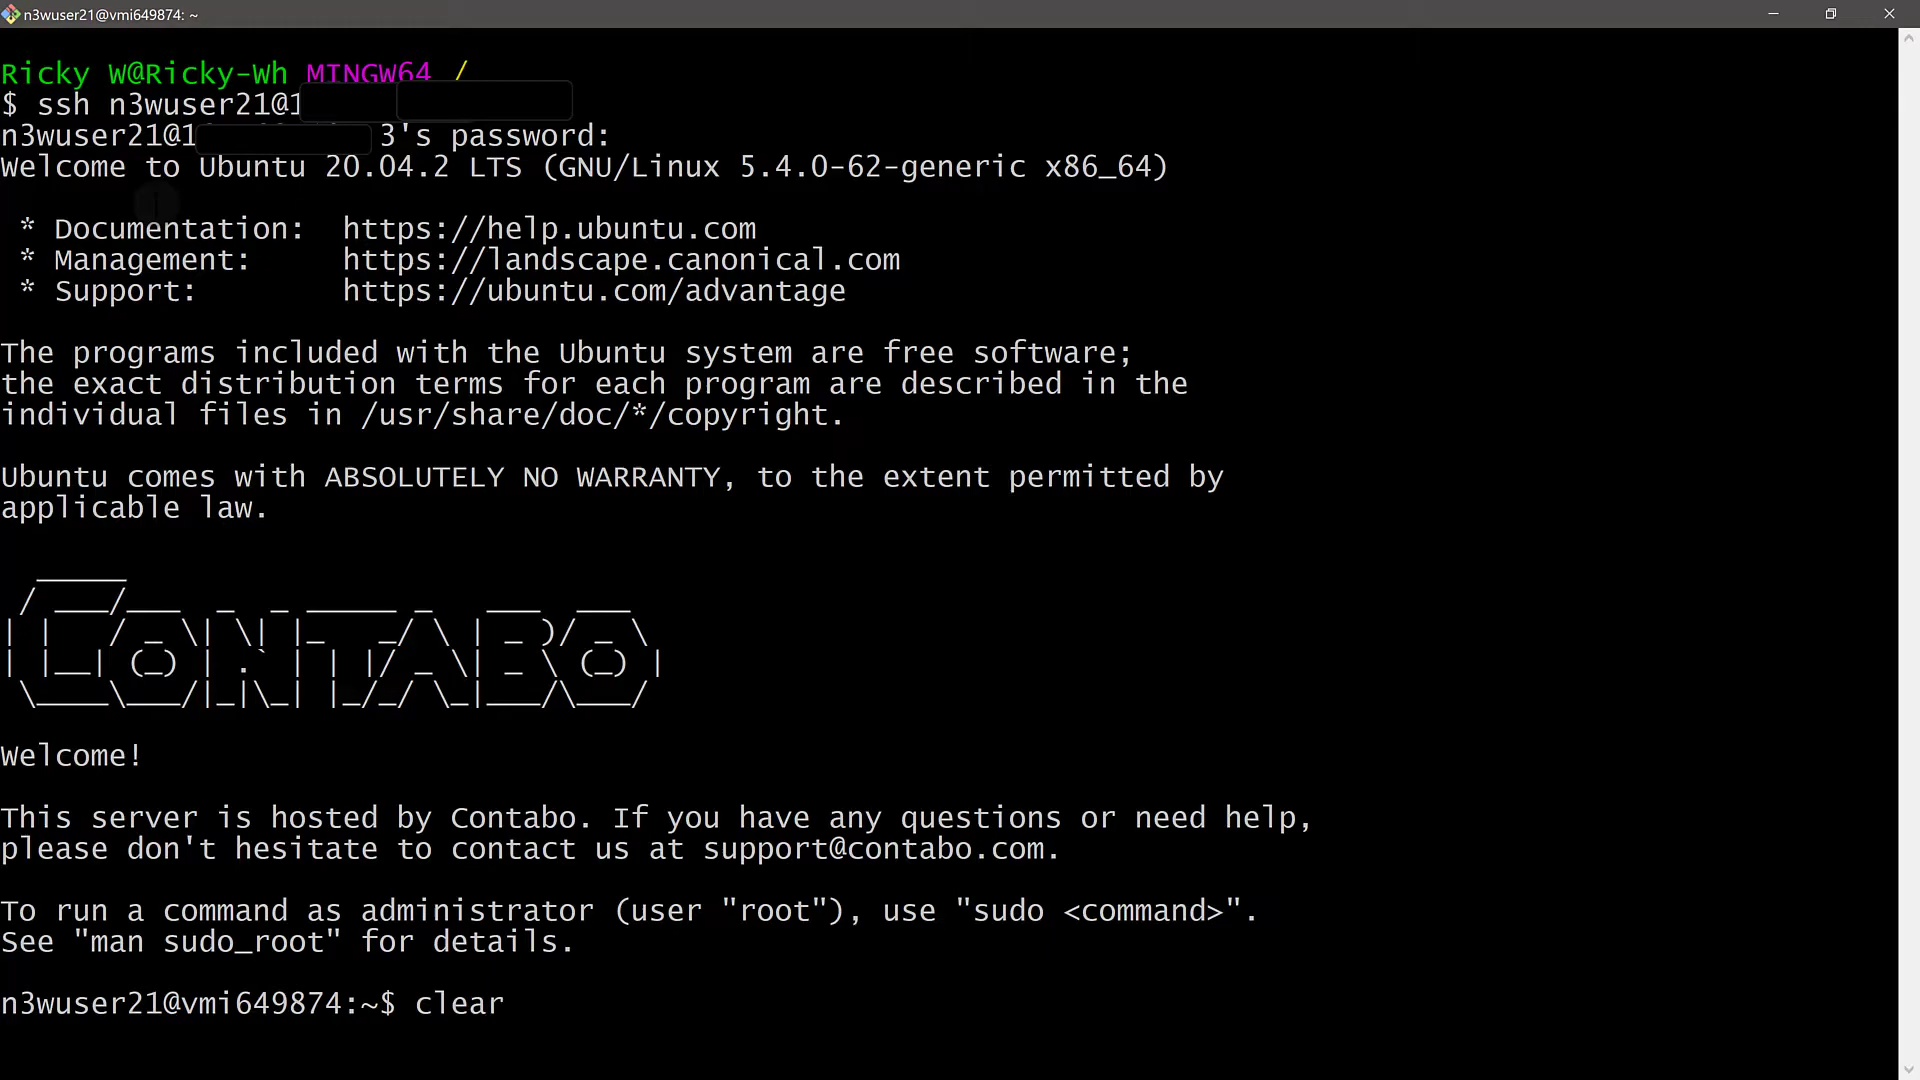 n3wuser21@vmi649874: ~
Ricky W@Ricky-Wh MINGW64 /
$ ssh n3wuser21@1
n3wuser21@1 3's password:
Welcome to Ubuntu 20.04.2 LTS (GNU/Linux 5.4.0-62-generic x86_64)
* Documentation: https://help.ubuntu.com
* Management: https://landscape.canonical.com
* Support: https://ubuntu.com/advantage
The programs included with the Ubuntu system are free software;
the exact distribution terms for each program are described in the
individual files in /usr/share/doc/*/copyright.
Ubuntu comes with ABSOLUTELY NO WARRANTY, to the extent permitted by
applicable law.
CONTABO
Welcome!
This server is hosted by Contabo. If you have any questions or need help,
please don't hesitate to contact us at support@contabo.com.
To run a command as administrator (user "root"), use "sudo <command>".
See "man sudo_root" for details.
n3wuser21@vmi649874:~$ clear